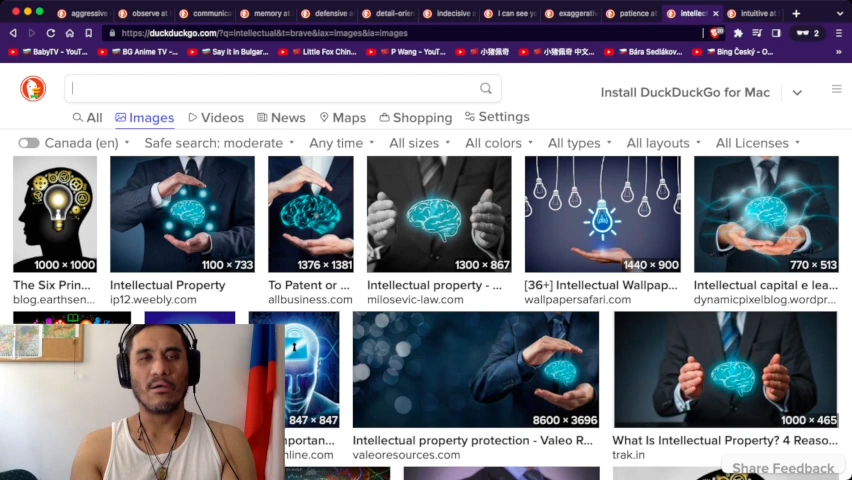 aggressive
observe at
communica
memory at
defensive a
detail-orien
indecisive a
I can see y
exaggerativ
patience at
intellec
intuitive at
https://duckduckgo.com/?q=intellectual&t=brave&iax=images&ia=images
2
BabyTV - YouT...
BG Anime TV -...
Say it in Bulgar...
Little Fox Chin...
P Wang - YouT...
小猪佩奇
小猪佩奇 中文...
Bára Sedlákov...
Bing Český - O...
Install DuckDuckGo for Mac
All
Images
Videos
News
Maps
Shopping
Settings
Canada (en)
Safe search: moderate
Any time
All sizes
All colors
All types
All layouts
All Licenses
1000 × 1000
1100 × 733
1376 × 1381
1300 × 867
1440 × 900
770 × 513
The Six Prin...
Intellectual Property
To Patent or ...
Intellectual property - ...
[36+] Intellectual Wallpap...
Intellectual capital e lea...
blog.earthsen...
ip12.weebly.com
allbusiness.com
milosevic-law.com
wallpapersafari.com
dynamicpixelblog.wordpr...
847 × 847
8600 × 3696
1000 × 465
mportan...
Intellectual property protection - Valeo R...
What Is Intellectual Property? 4 Reaso...
nline.com
valeoresources.com
trak.in
Share Feedback